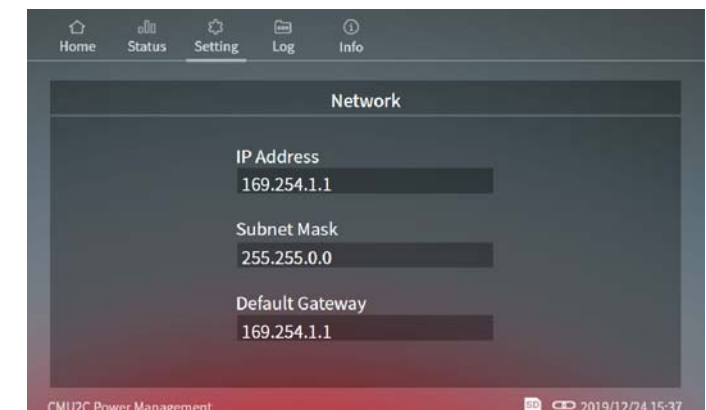 Home Status Setting Log Info
Network
IP Address
169.254.1.1
Subnet Mask
255.255.0.0
Default Gateway
169.254.1.1
CMU2C Power Management SD 2019/12/24 15:37